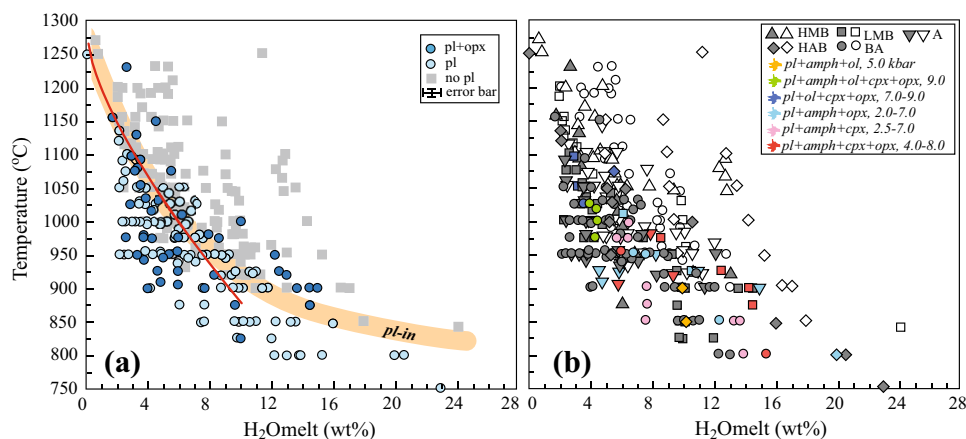 1300
1250
1200
1150
1100
1050
1000
950
900
850
800
750
Temperature (ºC)
0 4 8 12 16 20 24 28
H2Omelt (wt%)
pl+opx
pl
no pl
error bar
pl-in
(a)
HMB LMB A
HAB BA
pl+amph+ol, 5.0 kbar
pl+amph+ol+cpx+opx, 9.0
pl+ol+cpx+opx, 7.0-9.0
pl+amph+opx, 2.0-7.0
pl+amph+cpx, 2.5-7.0
pl+amph+cpx+opx, 4.0-8.0
(b)
0 4 8 12 16 20 24 28
H2Omelt (wt%)